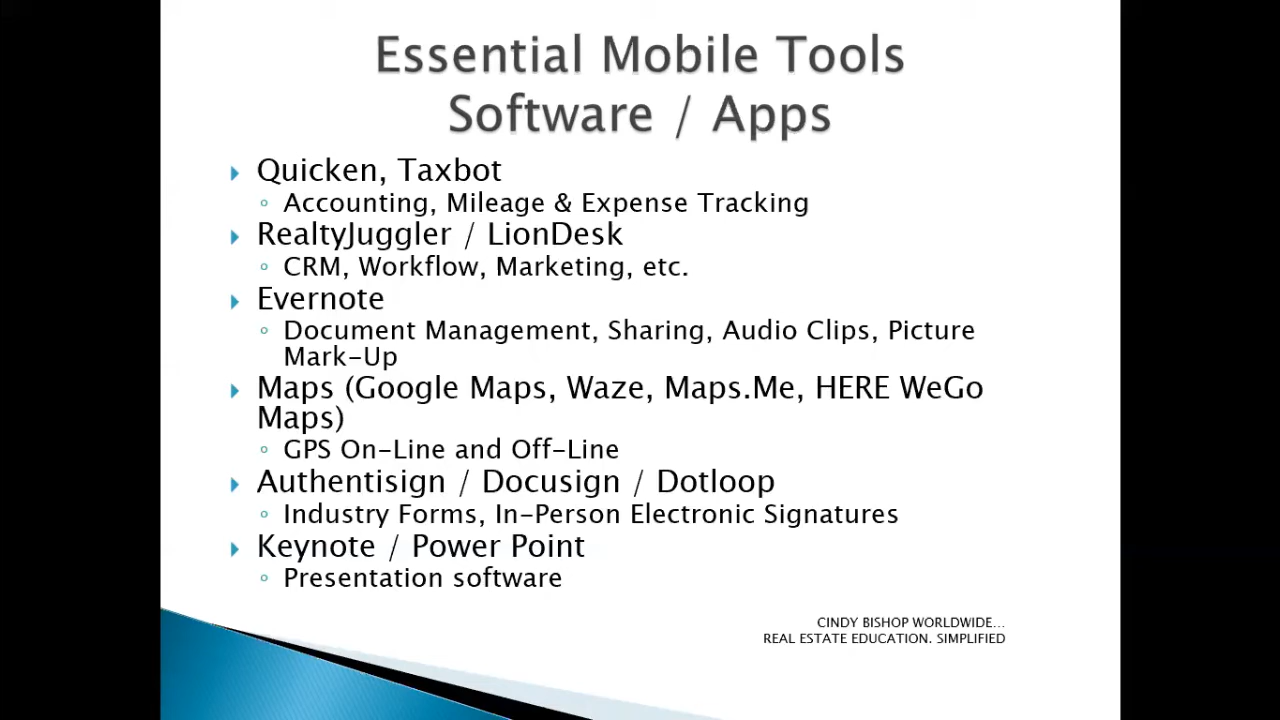 Essential Mobile Tools
Software / Apps
Quicken, Taxbot
Accounting, Mileage & Expense Tracking
RealtyJuggler / LionDesk
CRM, Workflow, Marketing, etc.
Evernote
Document Management, Sharing, Audio Clips, Picture
Mark-Up
Maps (Google Maps, Waze, Maps.Me, HERE WeGo
Maps)
GPS On-Line and Off-Line
Authentisign / Docusign / Dotloop
Industry Forms, In-Person Electronic Signatures
Keynote / Power Point
Presentation software
CINDY BISHOP WORLDWIDE...
REAL ESTATE EDUCATION. SIMPLIFIED